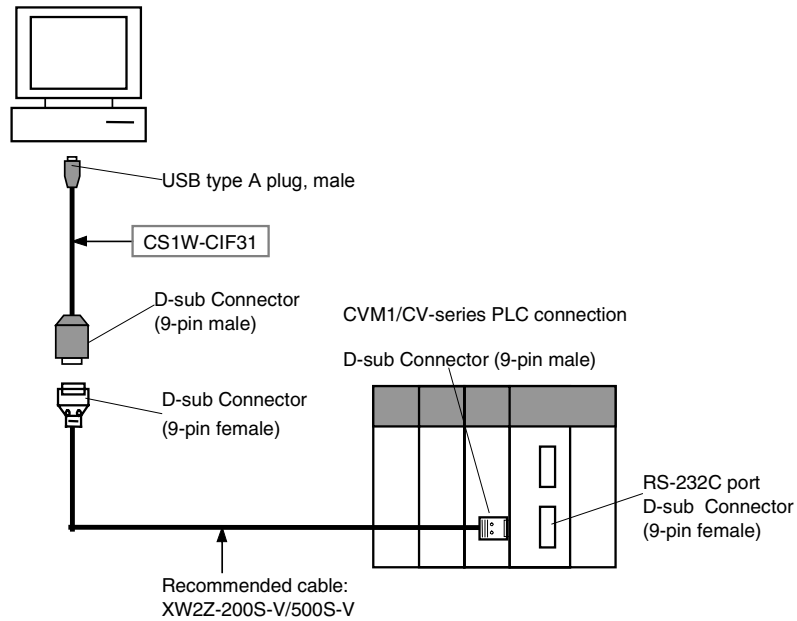 USB type A plug, male
CS1W-CIF31
D-sub Connector
(9-pin male)
CVM1/CV-series PLC connection
D-sub Connector (9-pin male)
D-sub Connector
(9-pin female)
RS-232C port
D-sub Connector
(9-pin female)
Recommended cable:
XW2Z-200S-V/500S-V